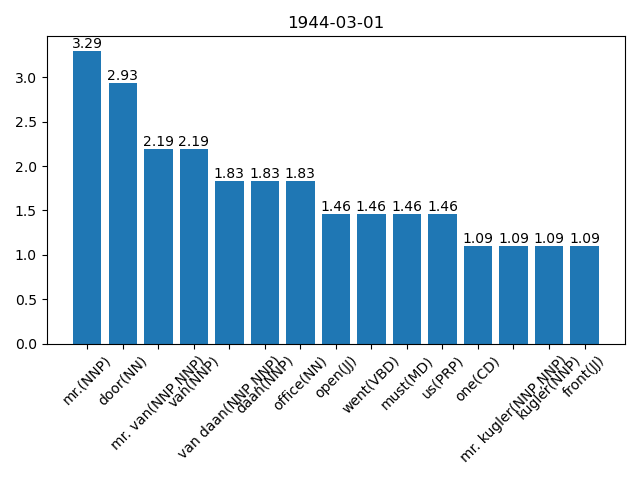 1944-03-01
3.29
2.93
2.19 2.19
1.83 1.83 1.83
1.46 1.46 1.46 1.46
1.09 1.09 1.09 1.09
3.0
2.5
2.0
1.5
1.0
0.5
0.0
mr.(NNP)
door(NN)
mr. van(NNP NNP)
van(NNP)
van daan(NNP NNP)
daan(NNP)
office(NN)
open(JJ)
went(VBD)
must(MD)
us(PRP)
one(CD)
mr. kugler(NNP NNP)
kugler(NNP)
front(JJ)